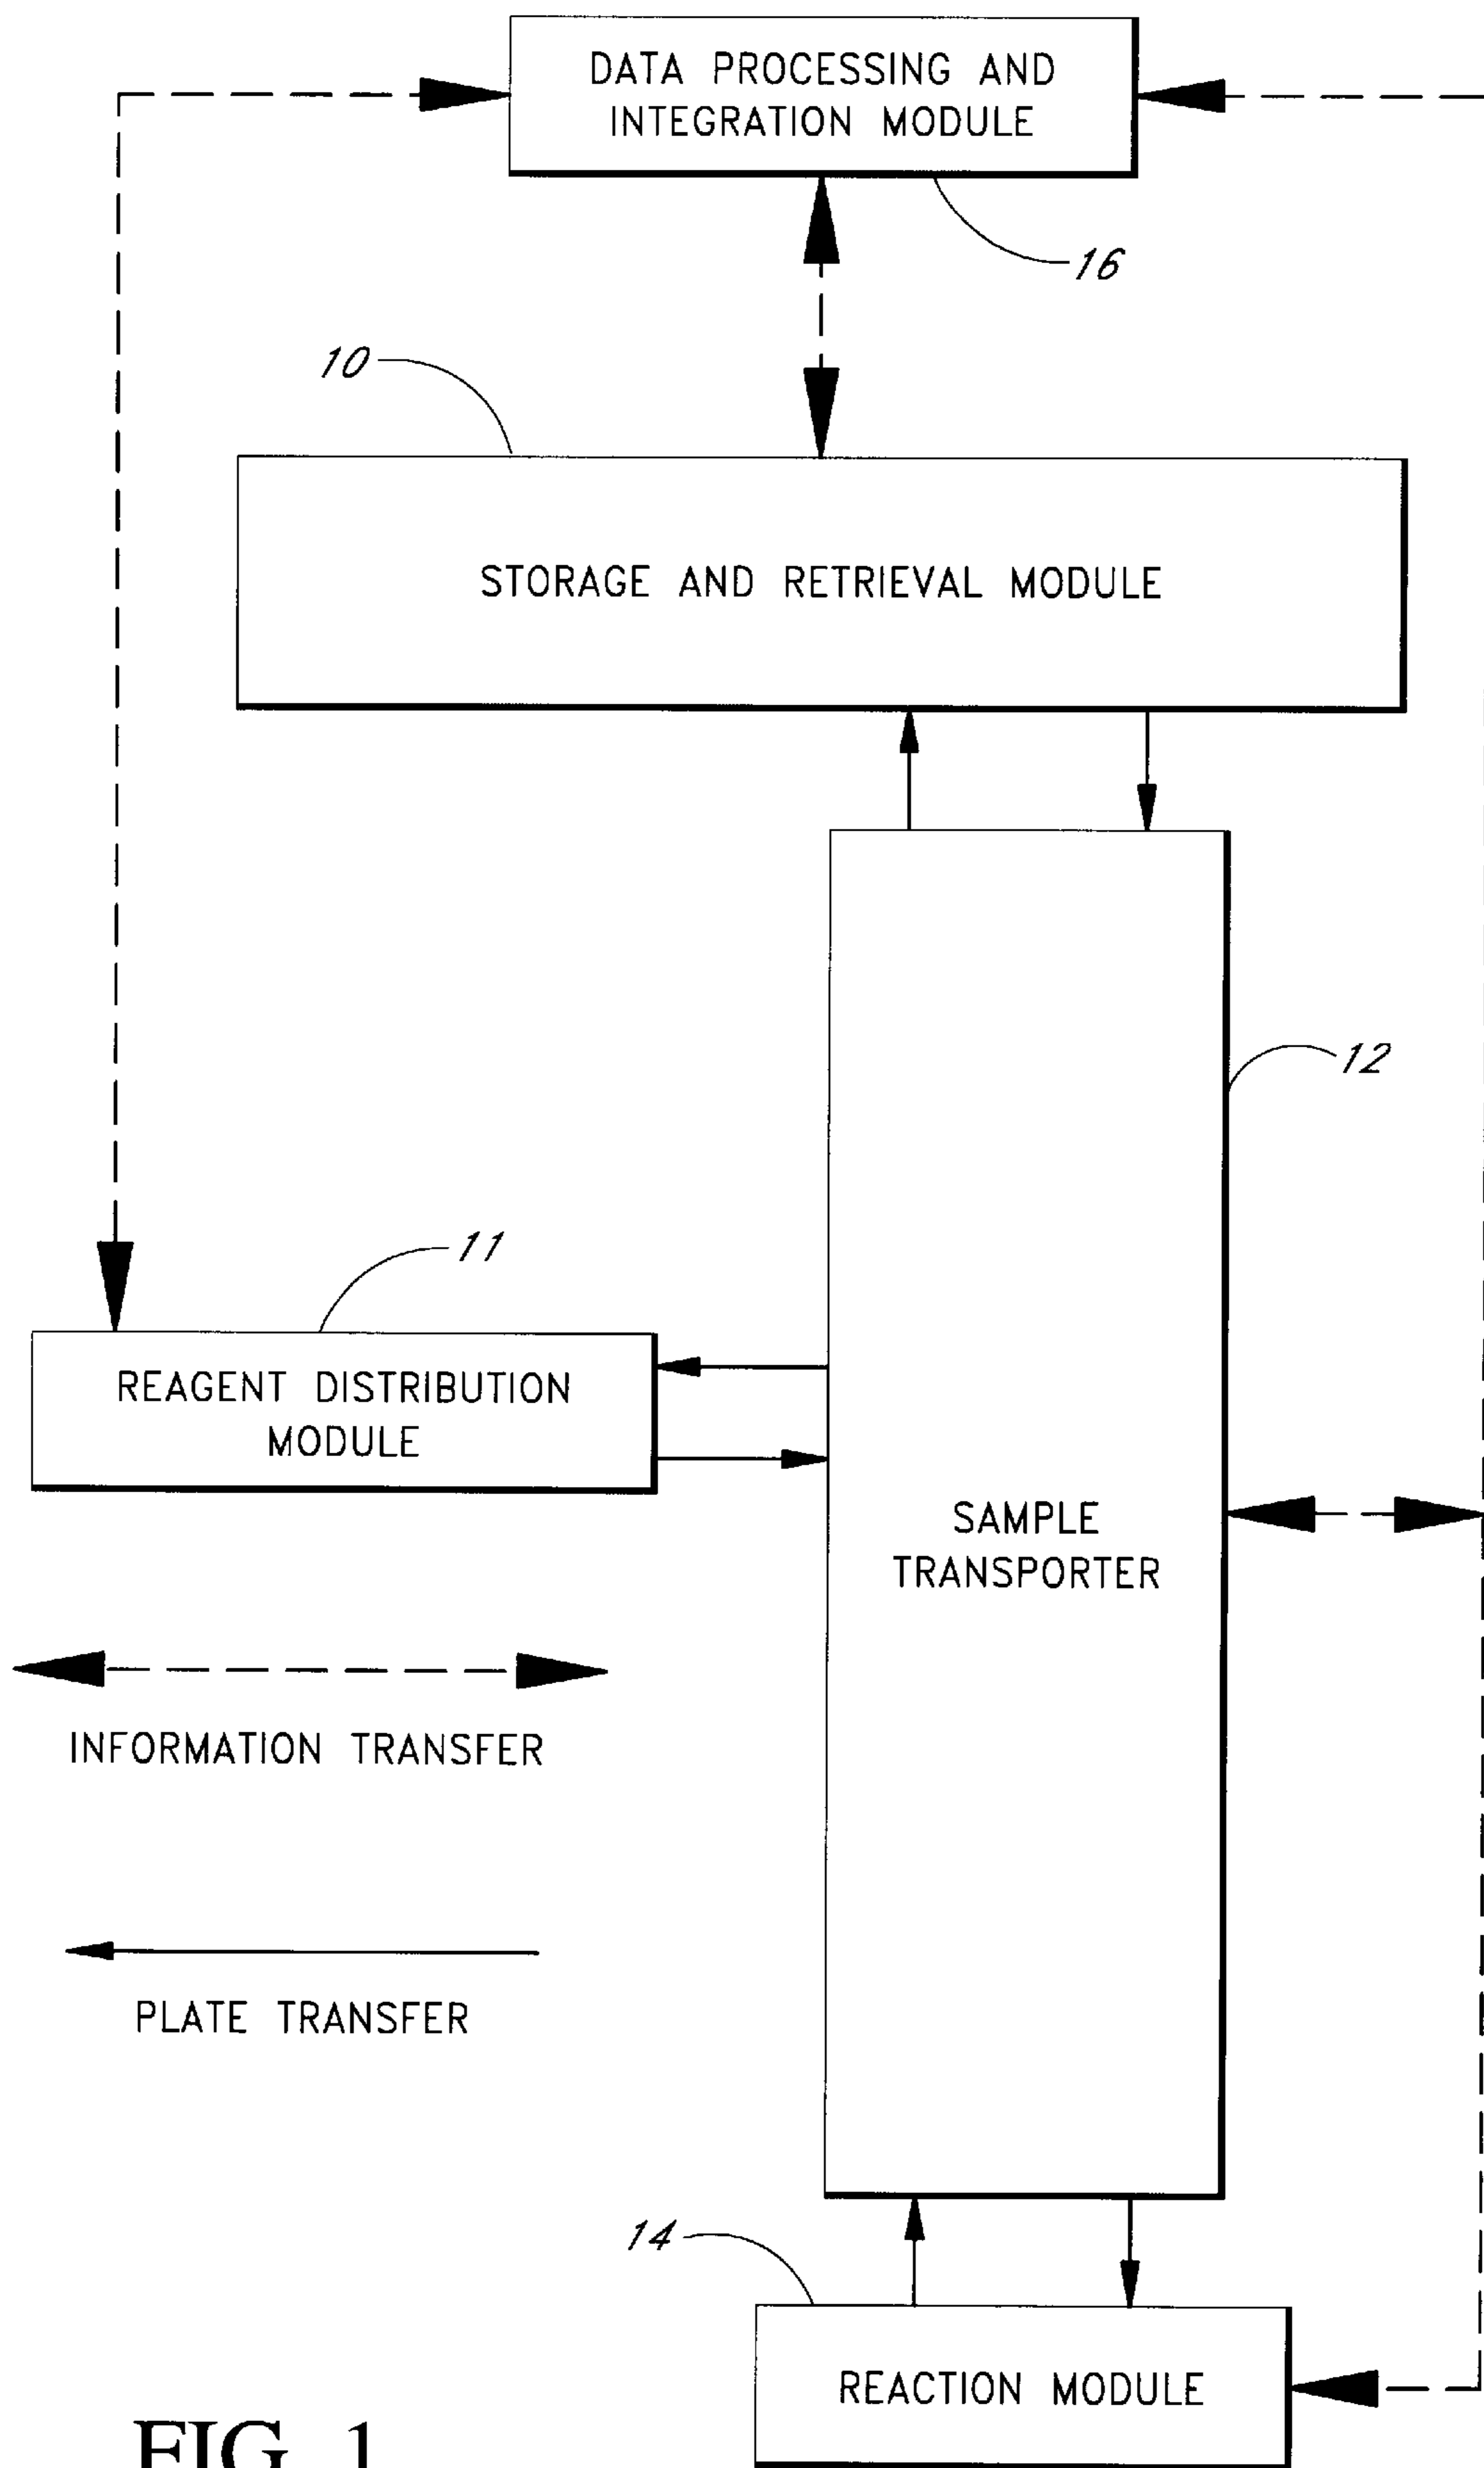 DATA PROCESSING AND
INTEGRATION MODULE
16
10
STORAGE AND RETRIEVAL MODULE
12
11
REAGENT DISTRIBUTION
MODULE
SAMPLE
TRANSPORTER
INFORMATION TRANSFER
PLATE TRANSFER
14
REACTION MODULE
FIG. 1